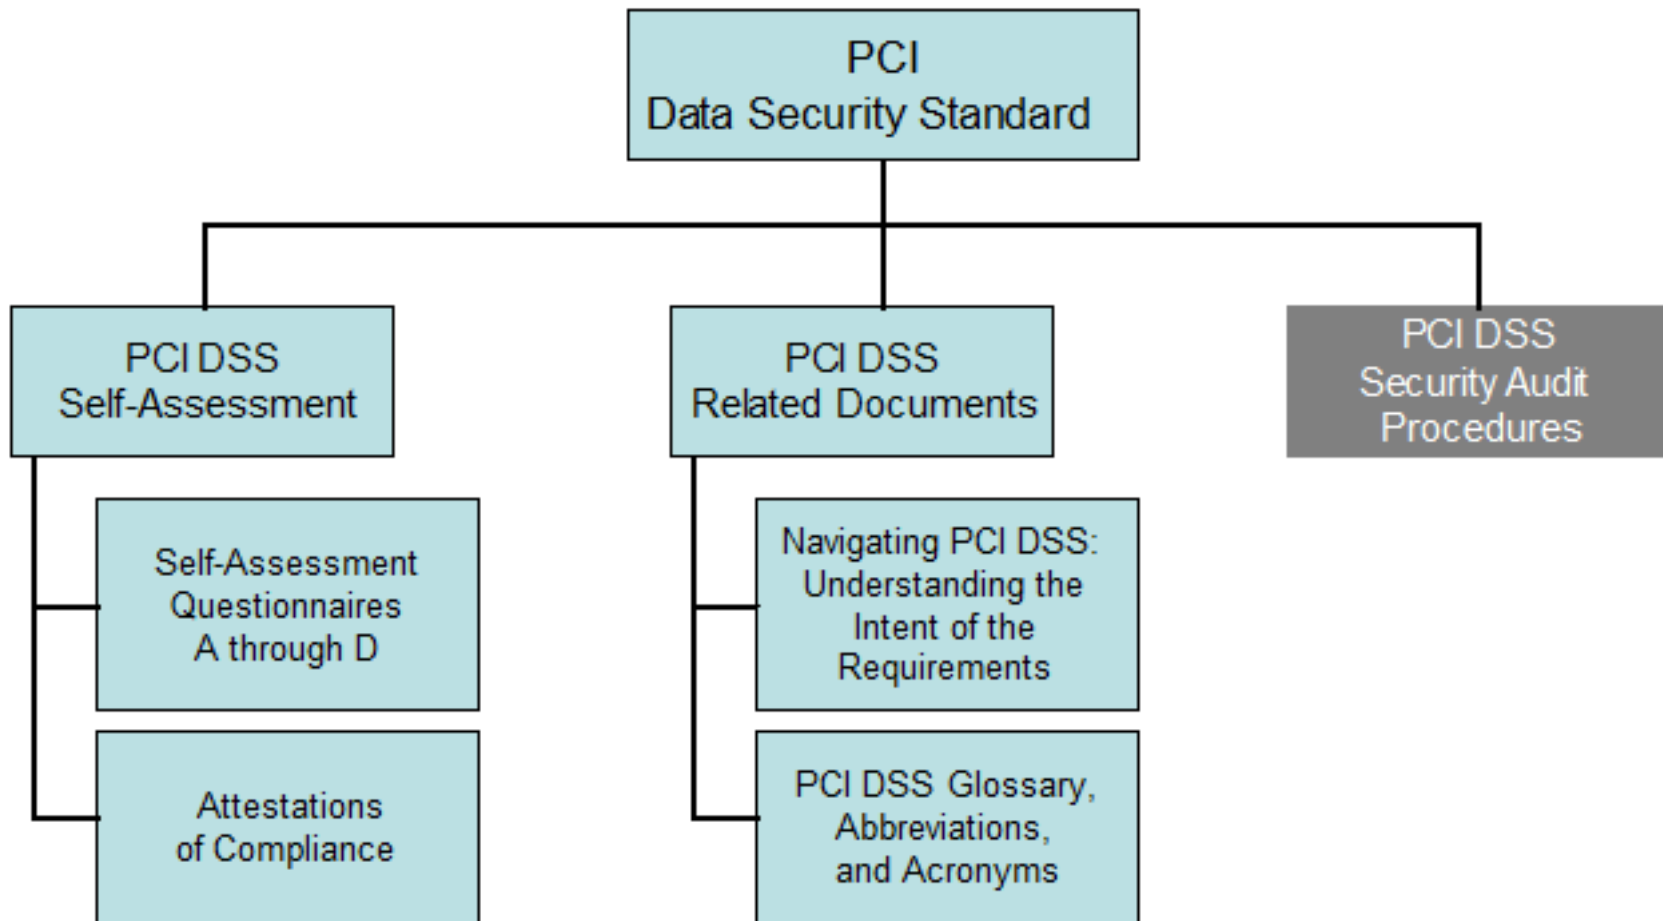 PCI
Data Security Standard
PCI DSS
Self-Assessment
PCI DSS
Related Documents
PCI DSS
Security Audit
Procedures
Self-Assessment
Questionnaires
A through D
Navigating PCI DSS:
Understanding the
Intent of the
Requirements
Attestations
of Compliance
PCI DSS Glossary,
Abbreviations,
and Acronyms